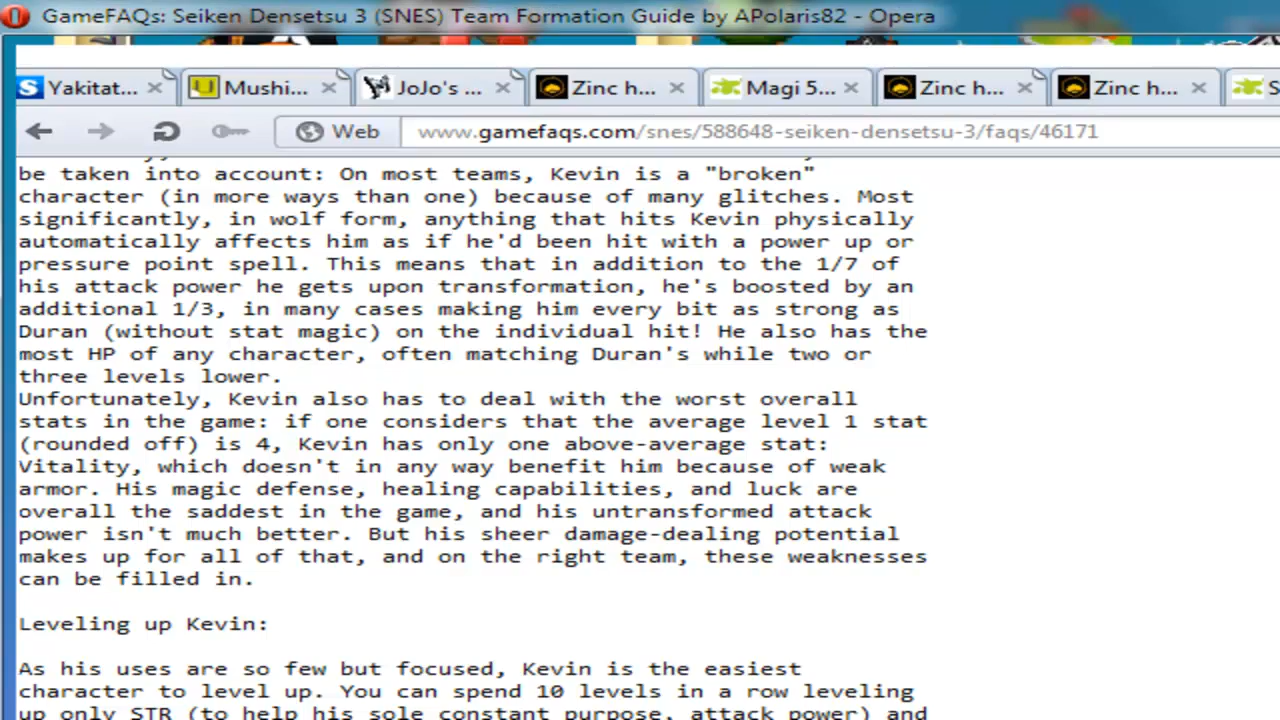 GameFAQs: Seiken Densetsu 3 (SNES) Team Formation Guide by APolaris82 - Opera
Yakitat... Mushi... JoJo's ... Zinc h... Magi 5... Zinc h... Zinc h... S
Web www.gamefaqs.com/snes/588648-seiken-densetsu-3/faqs/46171
be taken into account: On most teams, Kevin is a "broken"
character (in more ways than one) because of many glitches. Most
significantly, in wolf form, anything that hits Kevin physically
automatically affects him as if he'd been hit with a power up or
pressure point spell. This means that in addition to the 1/7 of
his attack power he gets upon transformation, he's boosted by an
additional 1/3, in many cases making him every bit as strong as
Duran (without stat magic) on the individual hit! He also has the
most HP of any character, often matching Duran's while two or
three levels lower.
Unfortunately, Kevin also has to deal with the worst overall
stats in the game: if one considers that the average level 1 stat
(rounded off) is 4, Kevin has only one above-average stat:
Vitality, which doesn't in any way benefit him because of weak
armor. His magic defense, healing capabilities, and luck are
overall the saddest in the game, and his untransformed attack
power isn't much better. But his sheer damage-dealing potential
makes up for all of that, and on the right team, these weaknesses
can be filled in.
Leveling up Kevin:
As his uses are so few but focused, Kevin is the easiest
character to level up. You can spend 10 levels in a row leveling
up only STR (to help his sole constant purpose, attack power) and